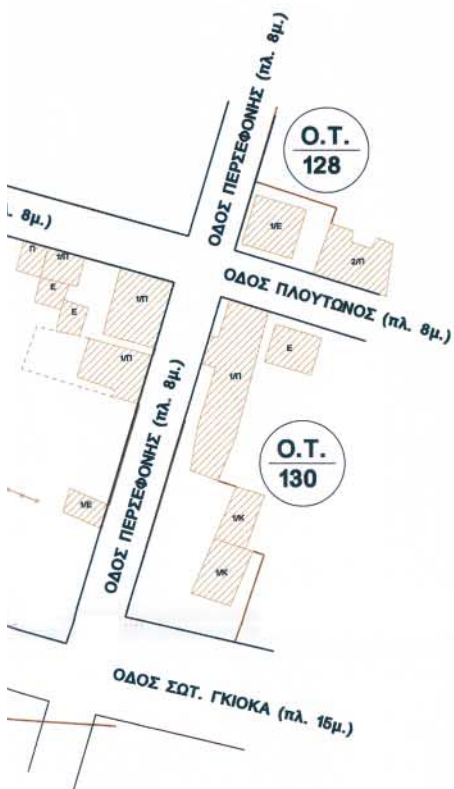 ΟΔΟΣ ΠΕΡΣΕΦΟΝΗΣ (πλ. 8μ.)
Ο.Τ.
128
. 8μ.)
1/Ε
2/Π
Π
1/Π
Ε
Ε
1/Π
ΟΔΟΣ ΠΛΟΥΤΩΝΟΣ (πλ. 8μ.)
1/Π
1/Π
Ε
ΟΔΟΣ ΠΕΡΣΕΦΟΝΗΣ (πλ. 8μ.)
Ο.Τ.
130
1/Ε
1/Κ
1/Κ
ΟΔΟΣ ΣΩΤ. ΓΚΙΟΚΑ (πλ. 15μ.)